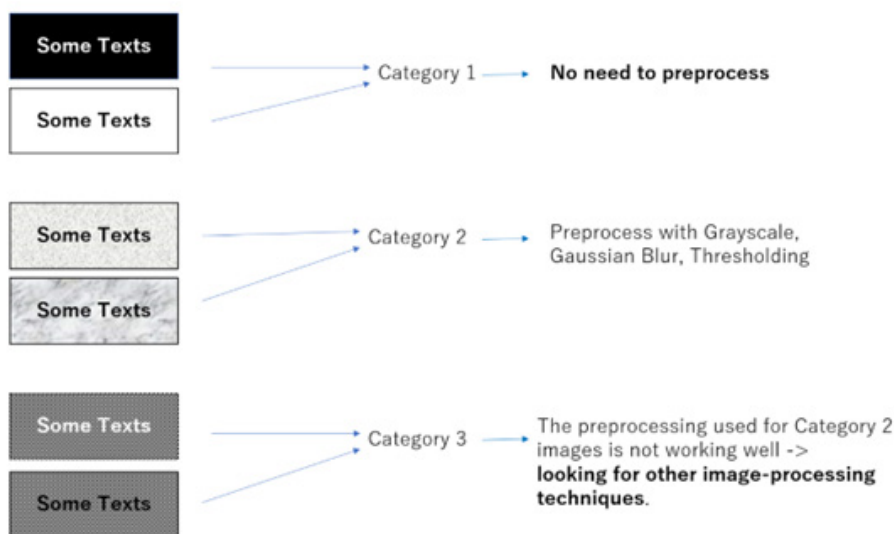 Some Texts
Some Texts
Category 1
No need to preprocess
Some Texts
Some Texts
Category 2
Preprocess with Grayscale,
Gaussian Blur, Thresholding
Some Texts
Some Texts
Category 3
The preprocessing used for Category 2
images is not working well ->
looking for other image-processing
techniques.